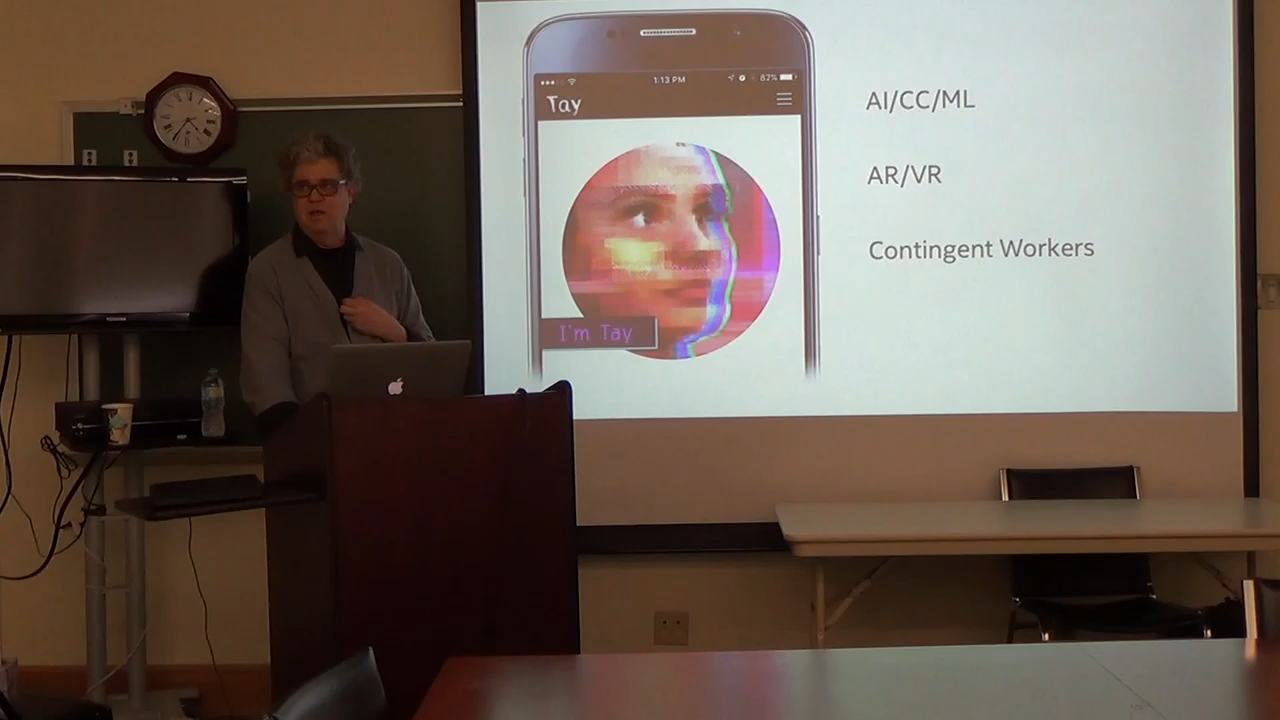 1:13 PM
82%
Tay
I'm Tay
AI/CC/ML
AR/VR
Contingent Workers